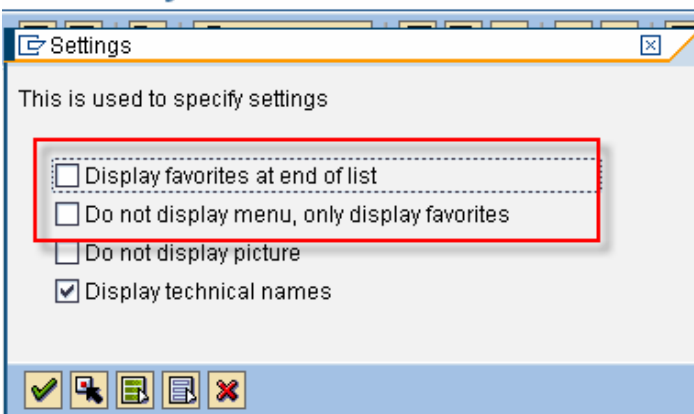 Settings
This is used to specify settings
Display favorites at end of list
Do not display menu, only display favorites
Do not display picture
Display technical names